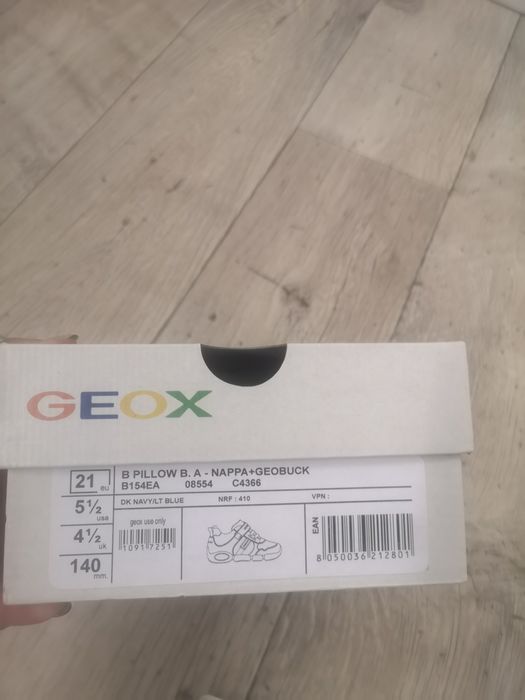 GEOX
21 eu
5½ usa
4½ uk
140 mm.
B PILLOW B. A - NAPPA+GEOBUCK
B154EA 08554 C4366
DK NAVY/LT BLUE NRF : 410 VPN :
geox use only
10917251
EAN
8 050036 212801